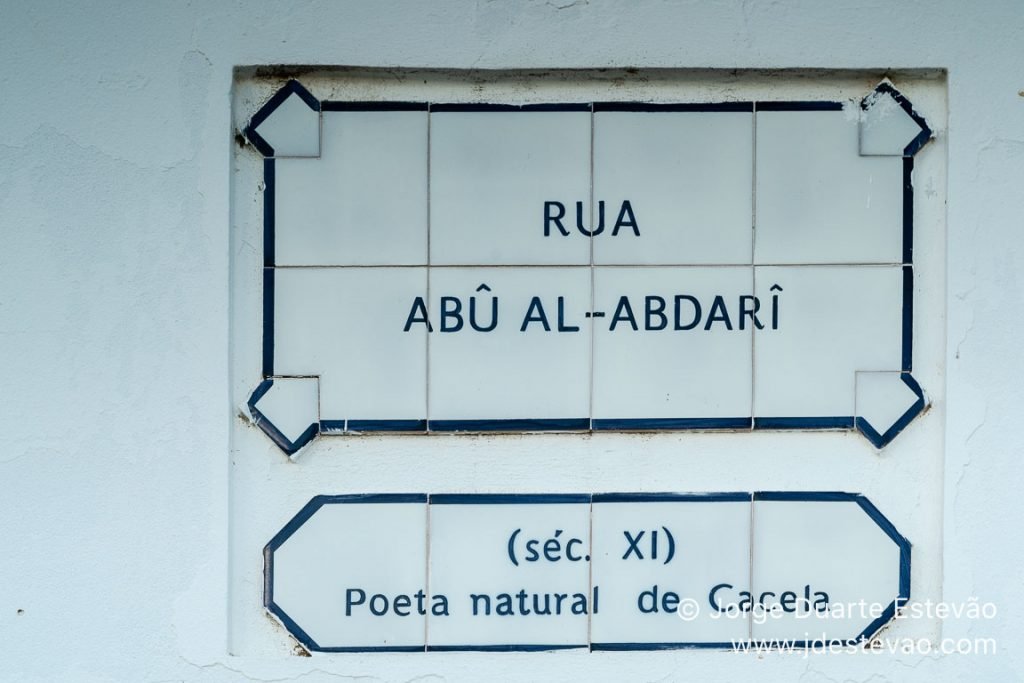 RUA
ABÛ AL-ABDARÎ
(séc. XI)
Poeta natural de Cacela
© Jorge Duarte Estevão
www.jdestevao.com